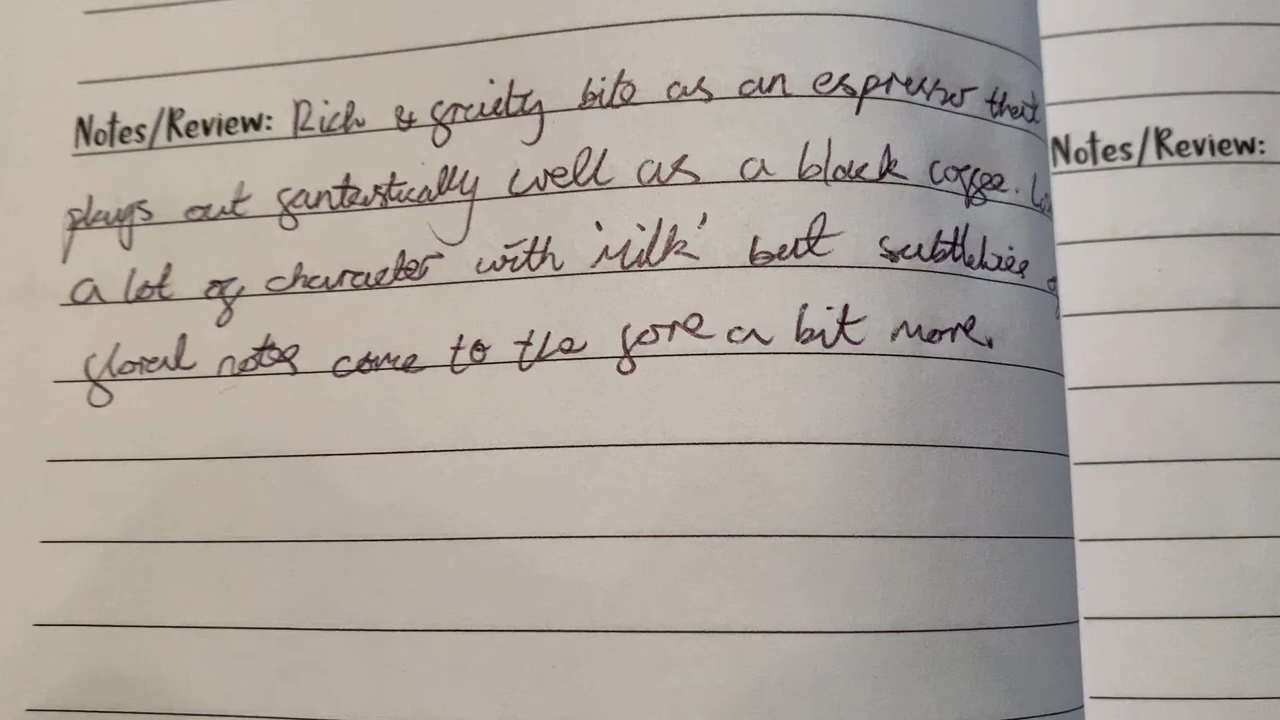 Notes/Review: Rich & fruity bite as an espresso that
plays out fantastically well as a black coffee.
a lot of character with 'milk' but subtleties
floral notes come to the fore a bit more.
Notes/Review: